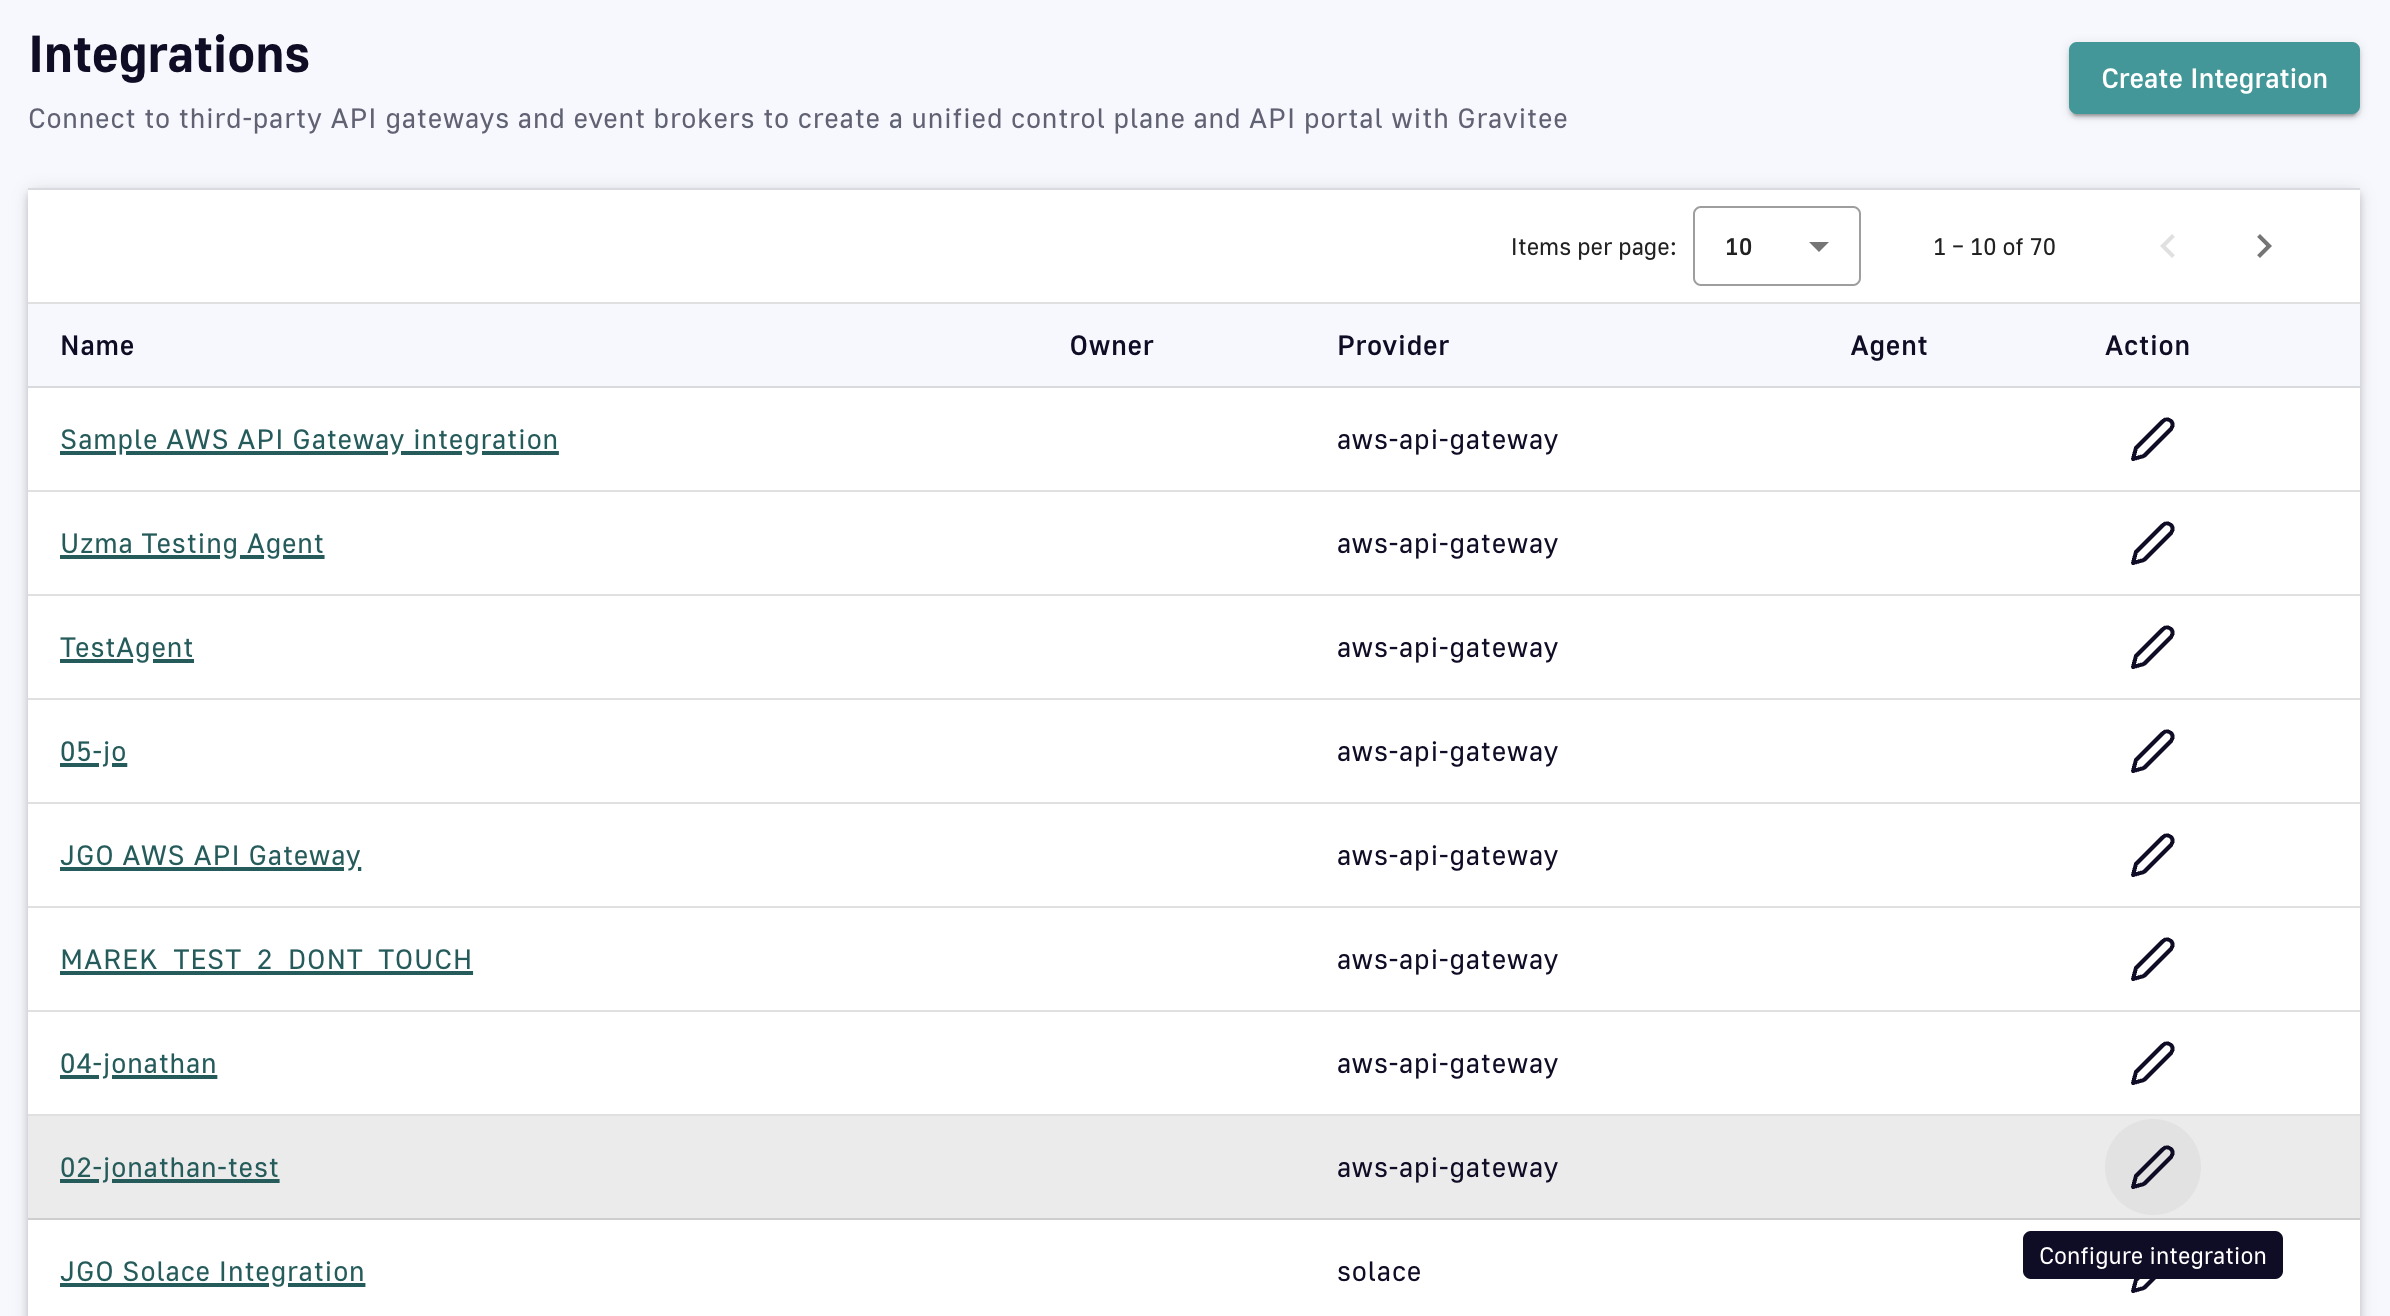 Integrations
Create Integration
Connect to third-party API gateways and event brokers to create a unified control plane and API portal with Gravitee
Items per page: 10 1 – 10 of 70
Name Owner Provider Agent Action
Sample AWS API Gateway integration aws-api-gateway
Uzma Testing Agent aws-api-gateway
TestAgent aws-api-gateway
05-jo aws-api-gateway
JGO AWS API Gateway aws-api-gateway
MAREK_TEST_2_DONT_TOUCH aws-api-gateway
04-jonathan aws-api-gateway
02-jonathan-test aws-api-gateway
Configure integration
JGO Solace Integration solace